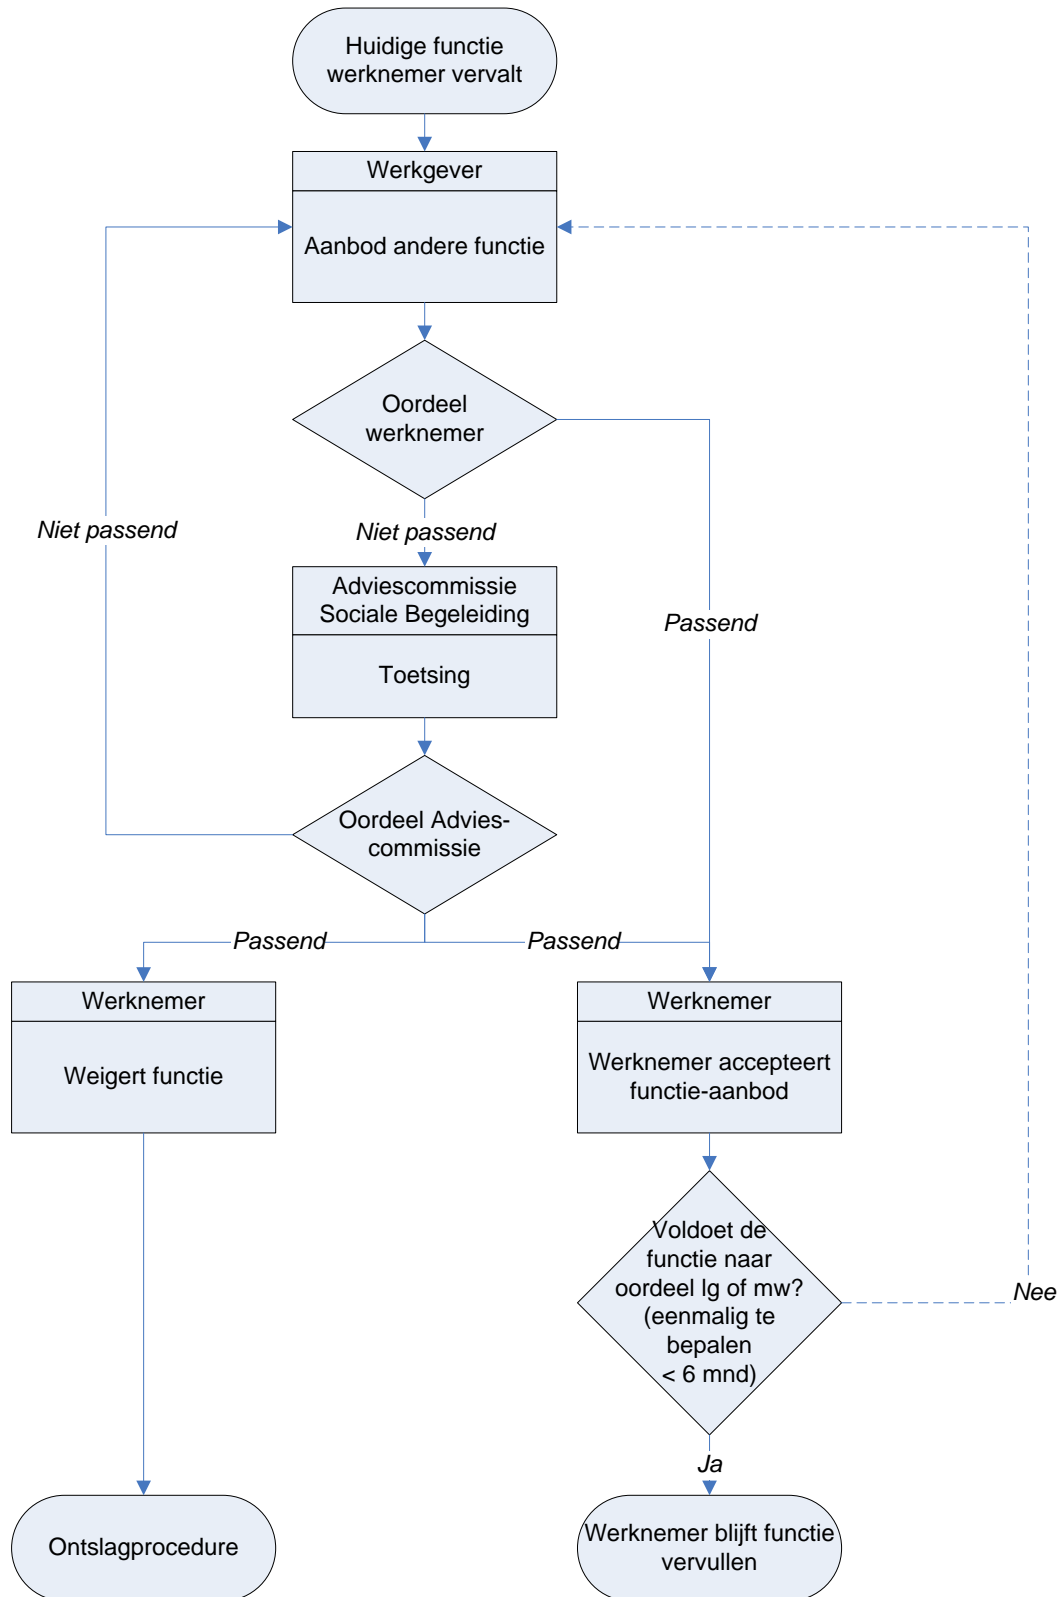 Huidige functie
werknemer vervalt
Werkgever
Aanbod andere functie
Oordeel
werknemer
Niet passend
Niet passend
Adviescommissie
Sociale Begeleiding
Passend
Toetsing
Oordeel Advies-
commissie
Passend
Passend
Werknemer
Weigert functie
Werknemer
Werknemer accepteert
functie-aanbod
Voldoet de
functie naar
oordeel lg of mw?
(eenmalig te
bepalen
< 6 mnd)
Nee
Ja
Ontslagprocedure
Werknemer blijft functie
vervullen